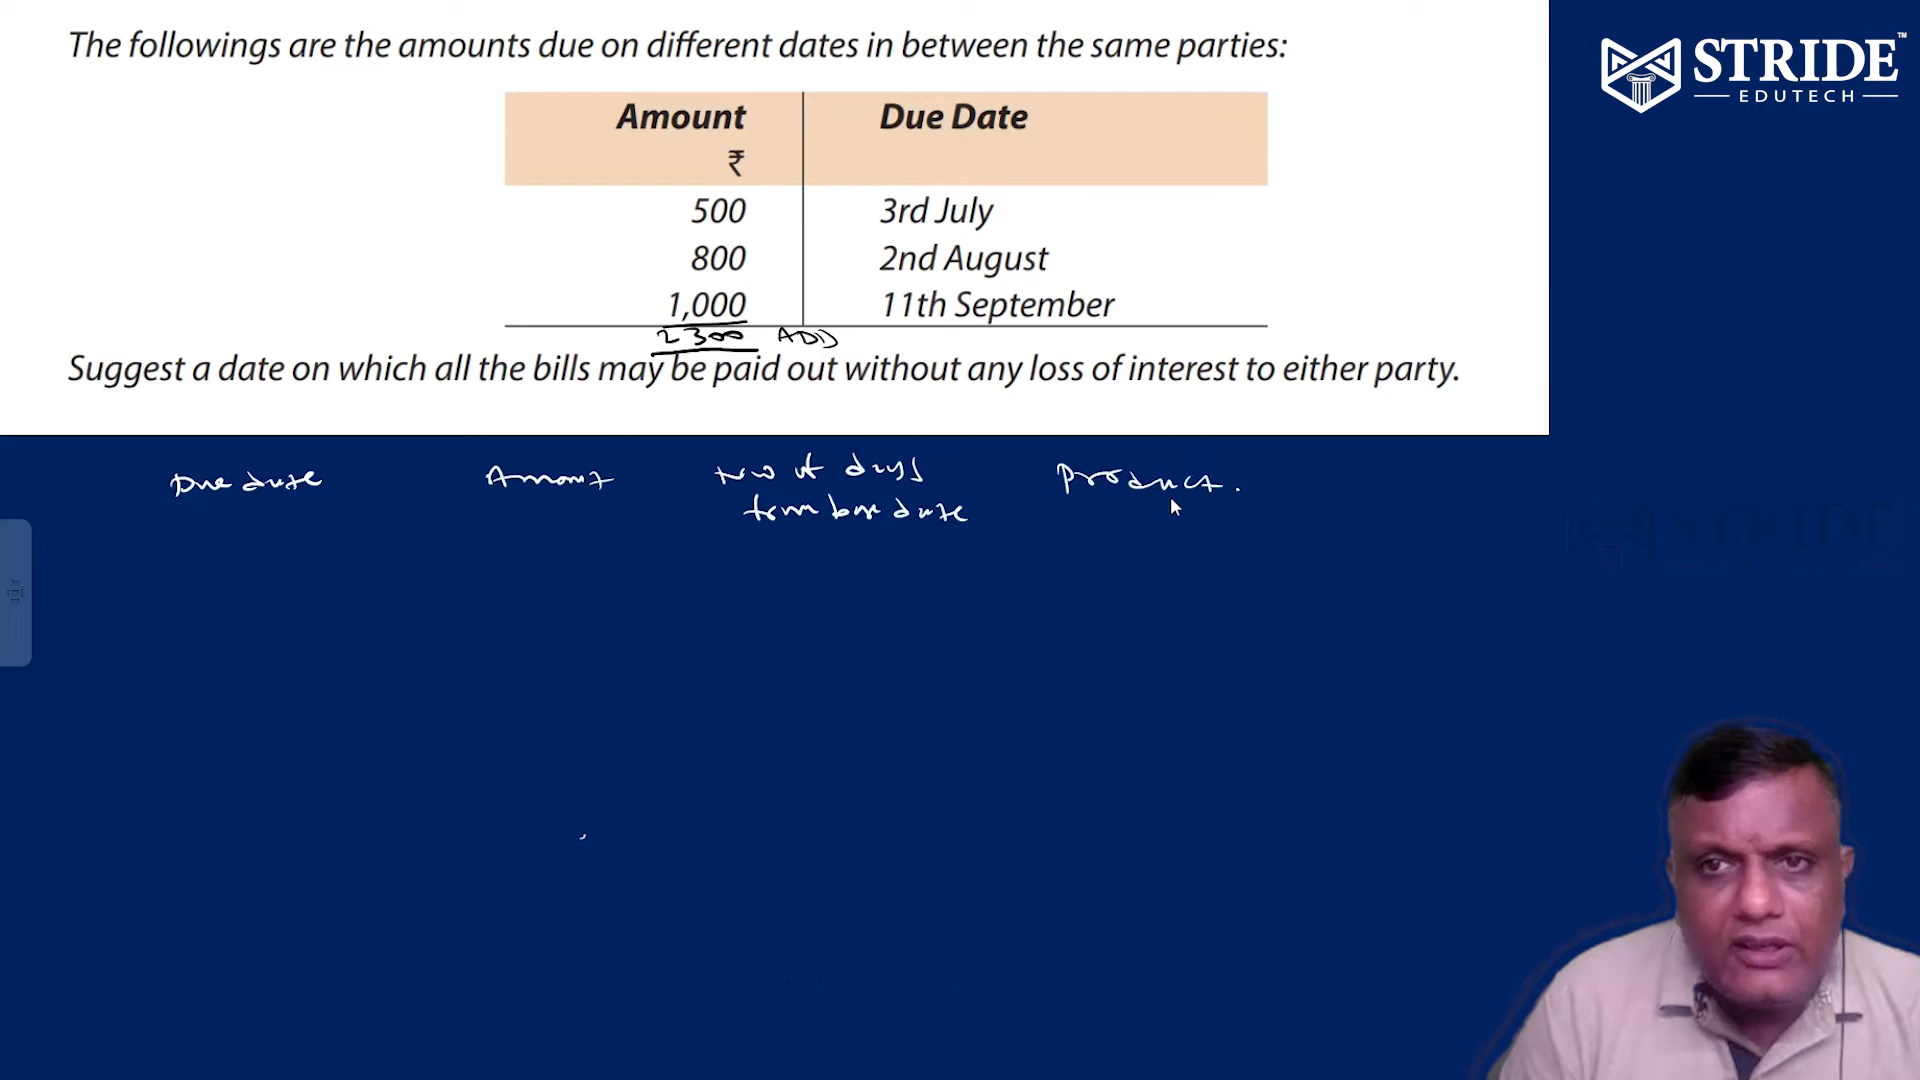 The followings are the amounts due on different dates in between the same parties:
STRIDE™
EDUTECH
Amount Due Date
₹
500 3rd July
800 2nd August
1,000 11th September
2300 ADD
Suggest a date on which all the bills may be paid out without any loss of interest to either party.
Due date Amount No of days Product.
from base date
STRIDE